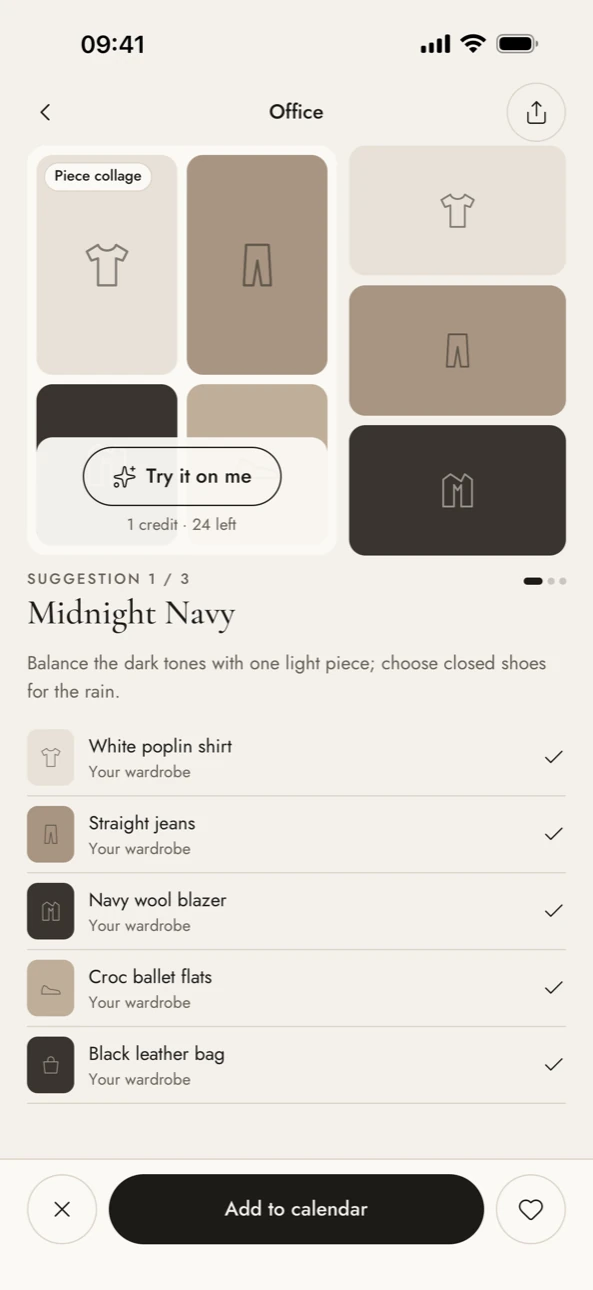 09:41
Office
Piece collage
Try it on me
1 credit · 24 left
SUGGESTION 1 / 3
Midnight Navy
Balance the dark tones with one light piece; choose closed shoes
for the rain.
White poplin shirt
Your wardrobe
Straight jeans
Your wardrobe
Navy wool blazer
Your wardrobe
Croc ballet flats
Your wardrobe
Black leather bag
Your wardrobe
Add to calendar